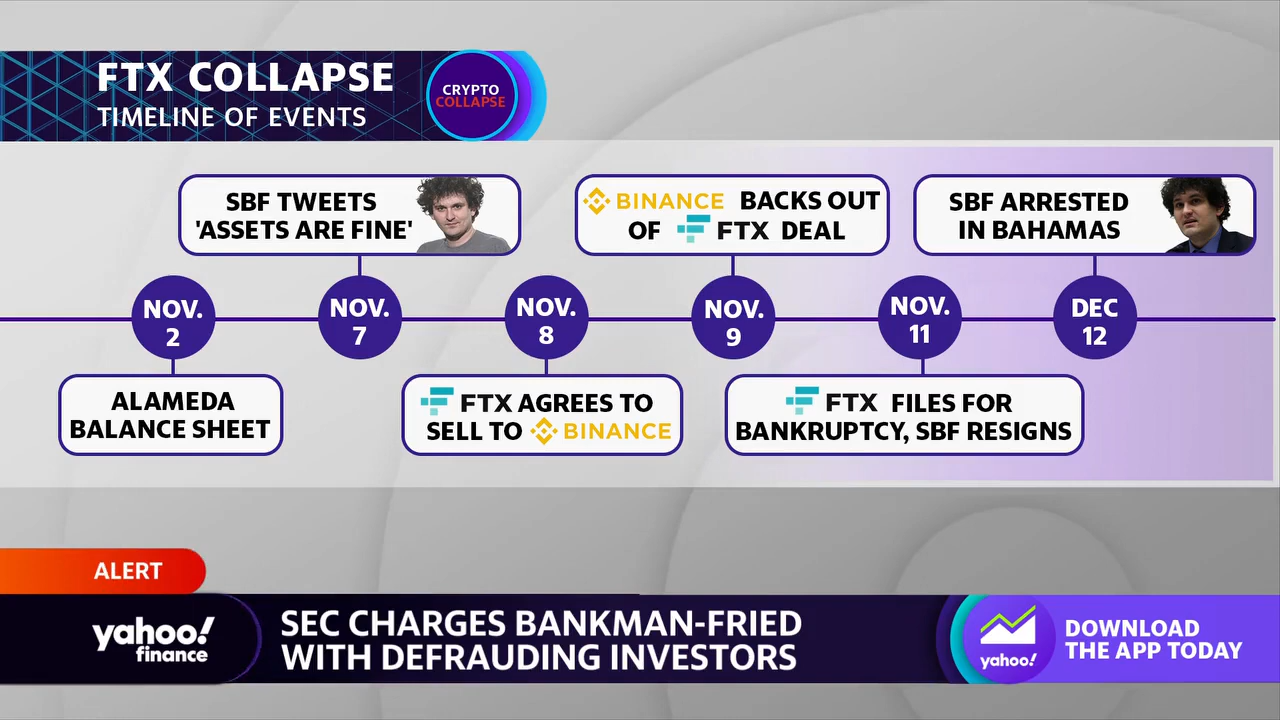 FTX COLLAPSE
TIMELINE OF EVENTS
CRYPTO
COLLAPSE
SBF TWEETS
'ASSETS ARE FINE'
BINANCE BACKS OUT
OF FTX DEAL
SBF ARRESTED
IN BAHAMAS
NOV.
2
NOV.
7
NOV.
8
NOV.
9
NOV.
11
DEC
12
ALAMEDA
BALANCE SHEET
FTX AGREES TO
SELL TO BINANCE
FTX FILES FOR
BANKRUPTCY, SBF RESIGNS
ALERT
yahoo!
finance
SEC CHARGES BANKMAN-FRIED
WITH DEFRAUDING INVESTORS
yahoo!
DOWNLOAD
THE APP TODAY